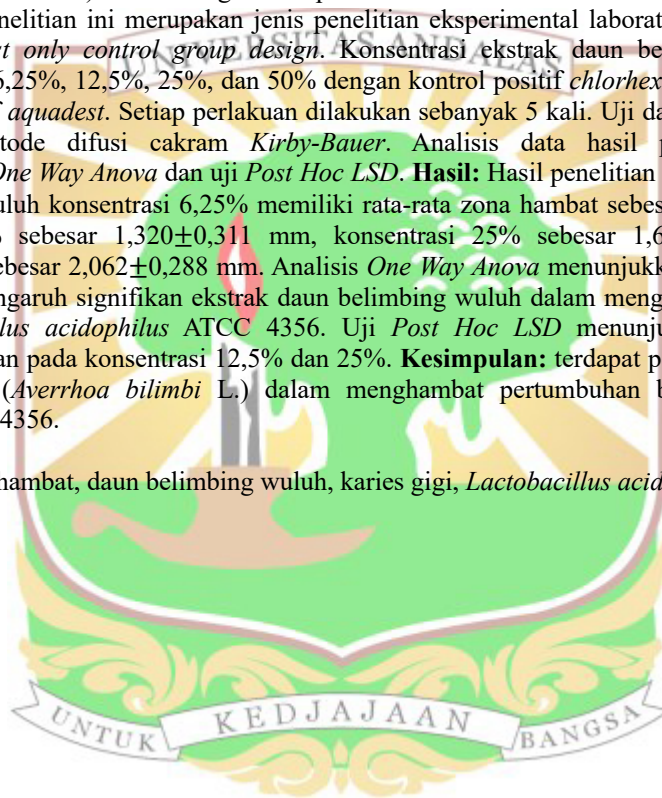 nelitian ini merupakan jenis penelitian eksperimental laborat
t only control group design. Konsentrasi ekstrak daun be
UNIVERSITAS ANDALAS
6,25%, 12,5%, 25%, dan 50% dengan kontrol positif chlorhex
f aquadest. Setiap perlakuan dilakukan sebanyak 5 kali. Uji da
tode difusi cakram Kirby-Bauer. Analisis data hasil p
One Way Anova dan uji Post Hoc LSD. Hasil: Hasil penelitian
uluh konsentrasi 6,25% memiliki rata-rata zona hambat sebes
sebesar 1,320±0,311 mm, konsentrasi 25% sebesar 1,6
ebesar 2,062±0,288 mm. Analisis One Way Anova menunjukk
ngaruh signifikan ekstrak daun belimbing wuluh dalam meng
lus acidophilus ATCC 4356. Uji Post Hoc LSD menunju
an pada konsentrasi 12,5% dan 25%. Kesimpulan: terdapat p
(Averrhoa bilimbi L.) dalam menghambat pertumbuhan b
4356.
hambat, daun belimbing wuluh, karies gigi, Lactobacillus acid
UNTUK KEDJAJAAN BANGSA